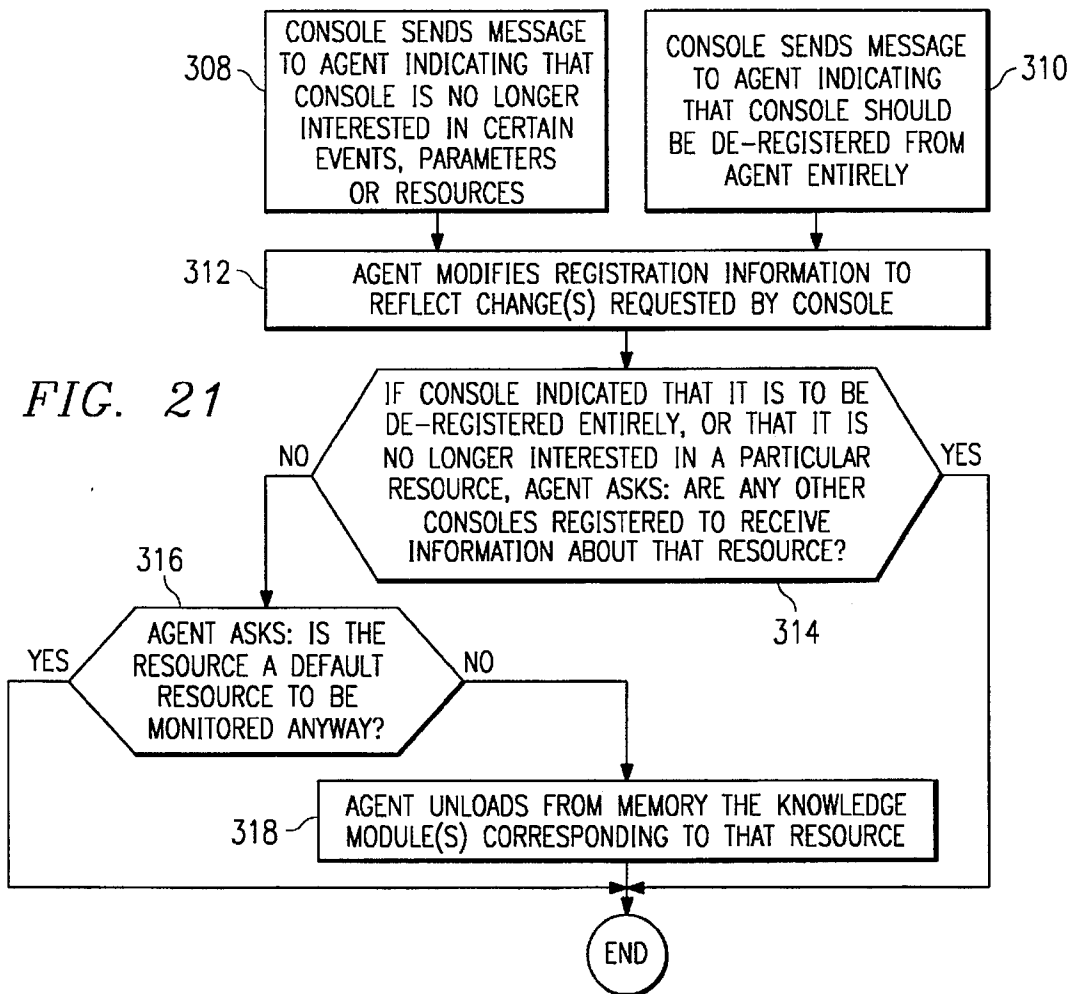 CONSOLE SENDS MESSAGE
TO AGENT INDICATING THAT
CONSOLE IS NO LONGER
INTERESTED IN CERTAIN
EVENTS, PARAMETERS
OR RESOURCES
308
CONSOLE SENDS MESSAGE
TO AGENT INDICATING
THAT CONSOLE SHOULD
BE DE-REGISTERED FROM
AGENT ENTIRELY
310
312
AGENT MODIFIES REGISTRATION INFORMATION TO
REFLECT CHANGE(S) REQUESTED BY CONSOLE
FIG. 21
IF CONSOLE INDICATED THAT IT IS TO BE
DE-REGISTERED ENTIRELY, OR THAT IT IS
NO LONGER INTERESTED IN A PARTICULAR
RESOURCE, AGENT ASKS: ARE ANY OTHER
CONSOLES REGISTERED TO RECEIVE
INFORMATION ABOUT THAT RESOURCE?
NO
YES
314
316
AGENT ASKS: IS THE
RESOURCE A DEFAULT
RESOURCE TO BE
MONITORED ANYWAY?
YES
NO
318
AGENT UNLOADS FROM MEMORY THE KNOWLEDGE
MODULE(S) CORRESPONDING TO THAT RESOURCE
END